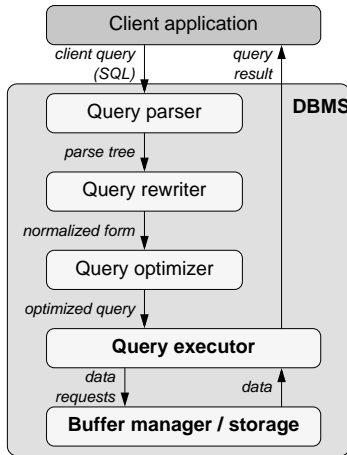 Client application
client query
(SQL)
query
result
DBMS
Query parser
parse tree
Query rewriter
normalized form
Query optimizer
optimized query
Query executor
data
requests
data
Buffer manager / storage